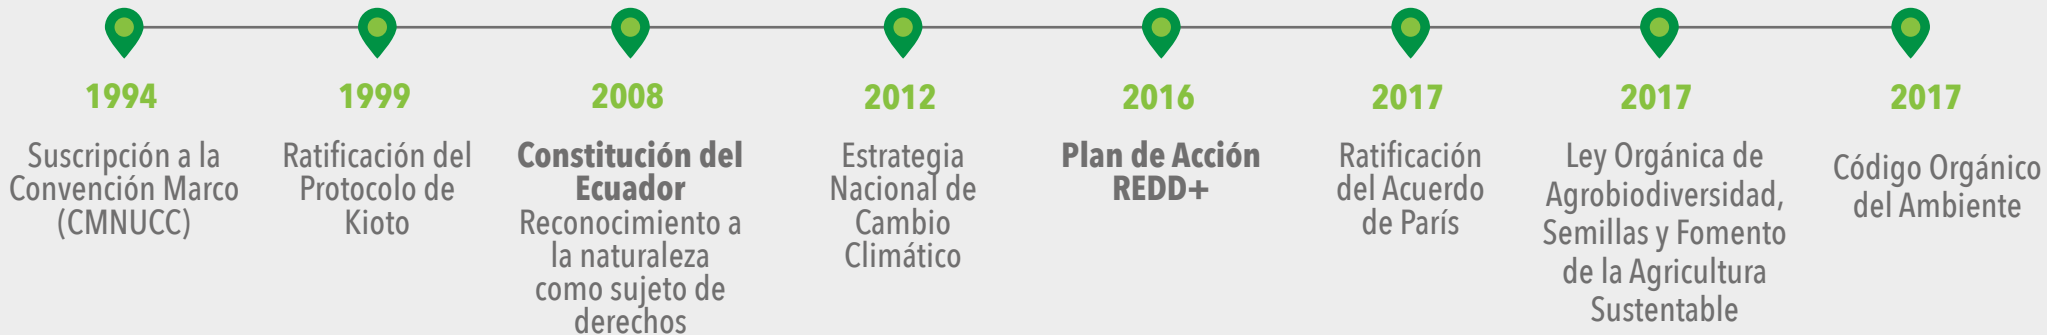 1994
Suscripción a la
Convención Marco
(CMNUCC)
1999
Ratificación del
Protocolo de
Kioto
2008
Constitución del
Ecuador
Reconocimiento a
la naturaleza
como sujeto de
derechos
2012
Estrategia
Nacional de
Cambio
Climático
2016
Plan de Acción
REDD+
2017
Ratificación
del Acuerdo
de París
2017
Ley Orgánica de
Agrobiodiversidad,
Semillas y Fomento
de la Agricultura
Sustentable
2017
Código Orgánico
del Ambiente